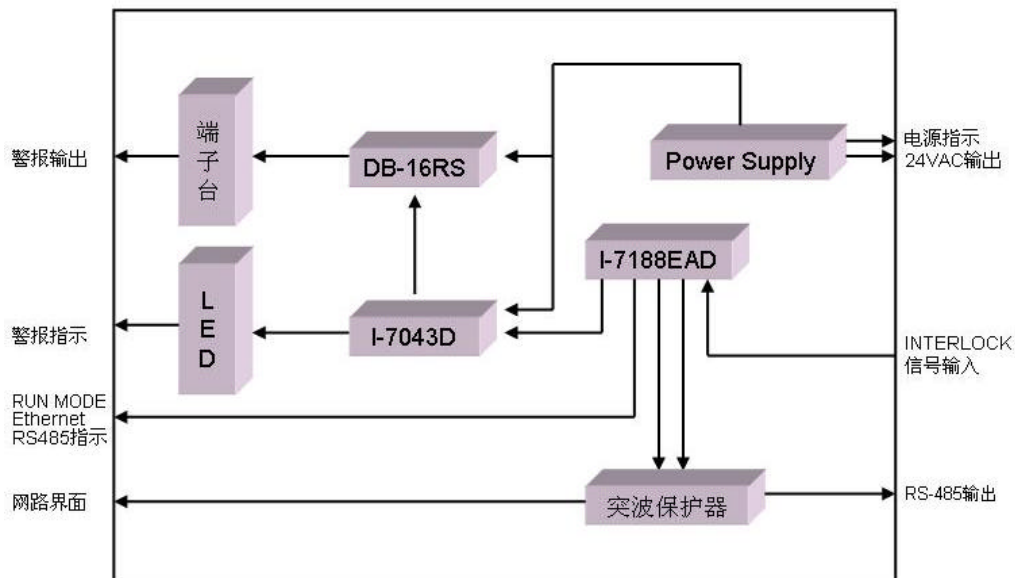 端
子
台
警报输出
DB-16RS
Power Supply
电源指示
24VAC输出
I-7188EAD
L
E
D
警报指示
I-7043D
INTERLOCK
信号输入
RUN MODE
Ethernet
RS485指示
网路界面
突波保护器
RS-485输出